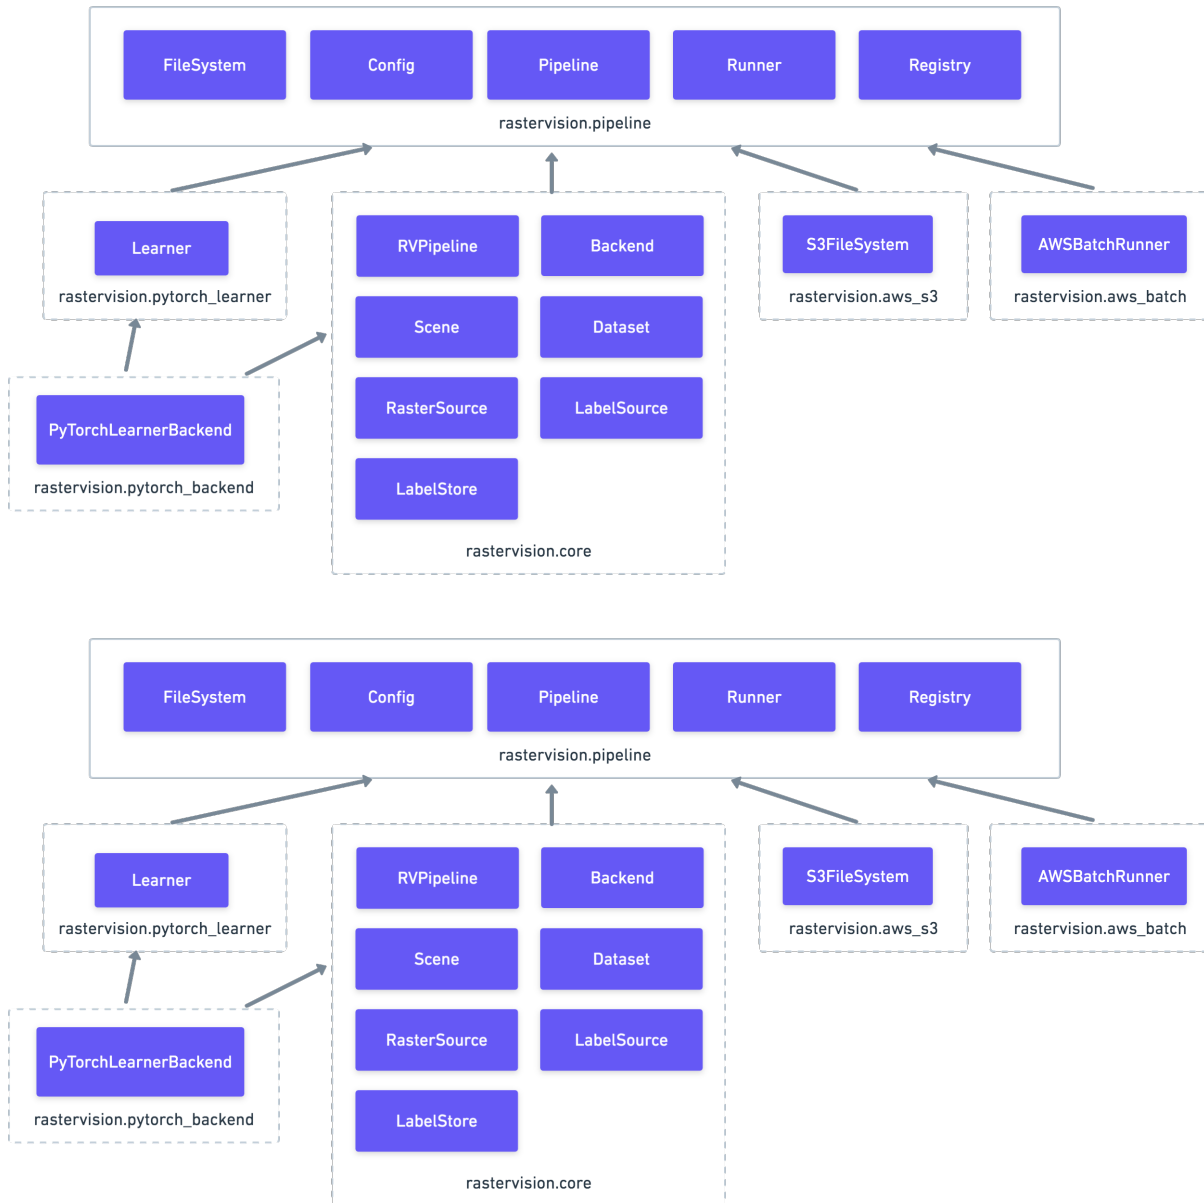 FileSystem
Config
Pipeline
Runner
Registry
rastervision.pipeline
Learner
rastervision.pytorch_learner
RVPipeline
Backend
S3FileSystem
rastervision.aws_s3
AWSBatchRunner
rastervision.aws_batch
Scene
Dataset
PyTorchLearnerBackend
rastervision.pytorch_backend
RasterSource
LabelSource
LabelStore
rastervision.core
FileSystem
Config
Pipeline
Runner
Registry
rastervision.pipeline
Learner
rastervision.pytorch_learner
RVPipeline
Backend
S3FileSystem
rastervision.aws_s3
AWSBatchRunner
rastervision.aws_batch
Scene
Dataset
PyTorchLearnerBackend
rastervision.pytorch_backend
RasterSource
LabelSource
LabelStore
rastervision.core